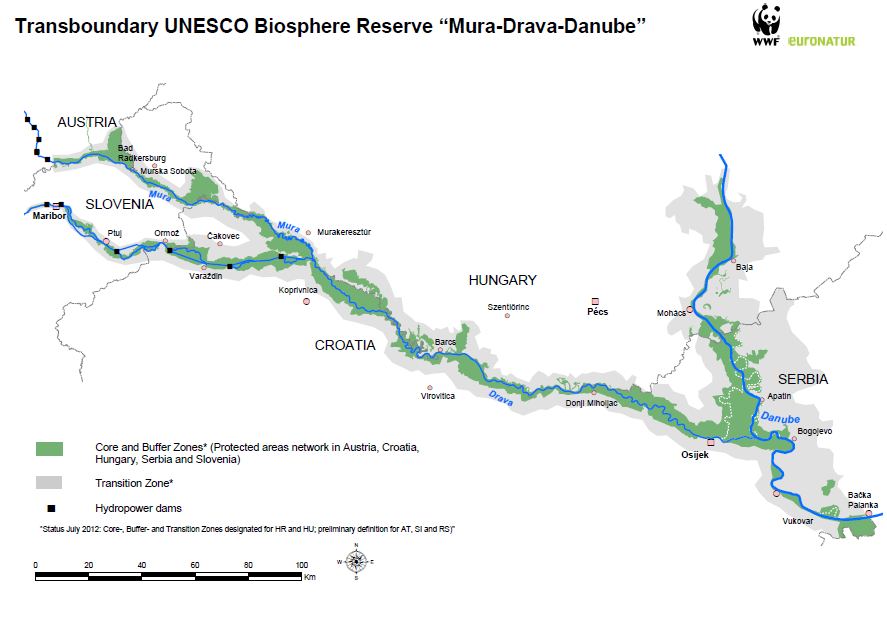 Transboundary UNESCO Biosphere Reserve “Mura-Drava-Danube”
WWF
euronatur
AUSTRIA
Bad
Radkersburg
Murska Sobota
Mura
SLOVENIA
Maribor
Ptuj
Ormož
Čakovec
Mura
Murakeresztúr
Varaždin
HUNGARY
Baja
Koprivnica
Szentlőrinc
Pécs
Mohács
CROATIA
Barcs
SERBIA
Virovitica
Drava
Donji Miholjac
Apatin
Danube
Bogojevo
Osijek
Core and Buffer Zones* (Protected areas network in Austria, Croatia,
Hungary, Serbia and Slovenia)
Transition Zone*
Hydropower dams
Bačka
Palanka
Vukovar
"Status July 2012: Core-, Buffer- and Transition Zones designated for HR and HU; preliminary definition for AT, SI and RS)"
0 20 40 60 80 100
Km
N
W E
S